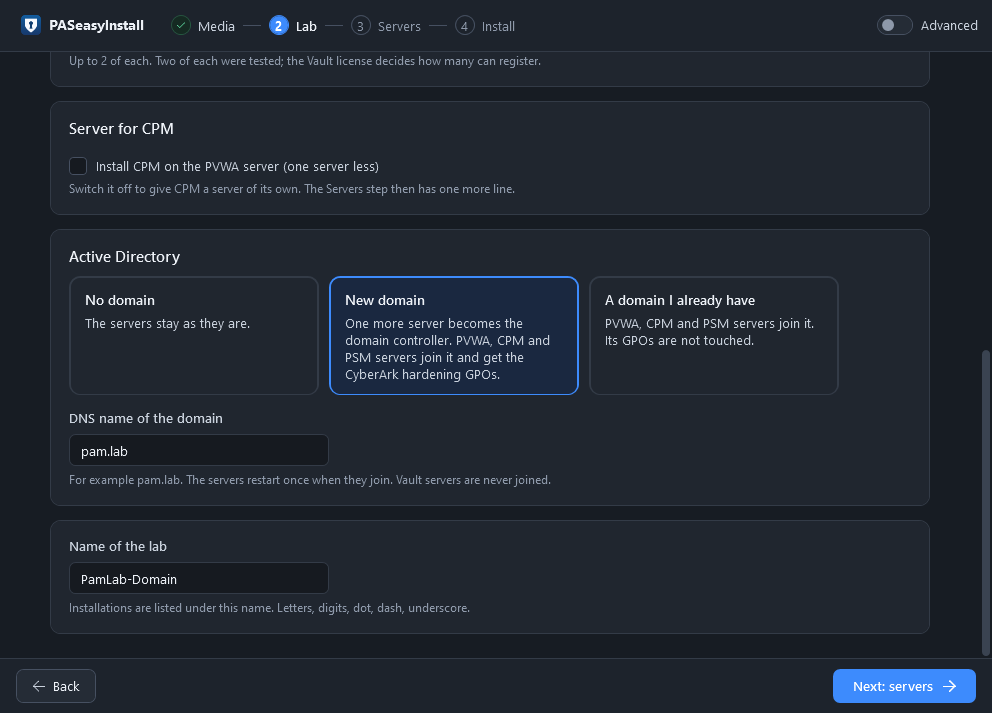 PASeasyInstall
Media
2 Lab
3 Servers
4 Install
Advanced
Up to 2 of each. Two of each were tested; the Vault license decides how many can register.
Server for CPM
Install CPM on the PVWA server (one server less)
Switch it off to give CPM a server of its own. The Servers step then has one more line.
Active Directory
No domain
The servers stay as they are.
New domain
One more server becomes the
domain controller. PVWA, CPM and
PSM servers join it and get the
CyberArk hardening GPOs.
A domain I already have
PVWA, CPM and PSM servers join it.
Its GPOs are not touched.
DNS name of the domain
pam.lab
For example pam.lab. The servers restart once when they join. Vault servers are never joined.
Name of the lab
PamLab-Domain
Installations are listed under this name. Letters, digits, dot, dash, underscore.
Back
Next: servers